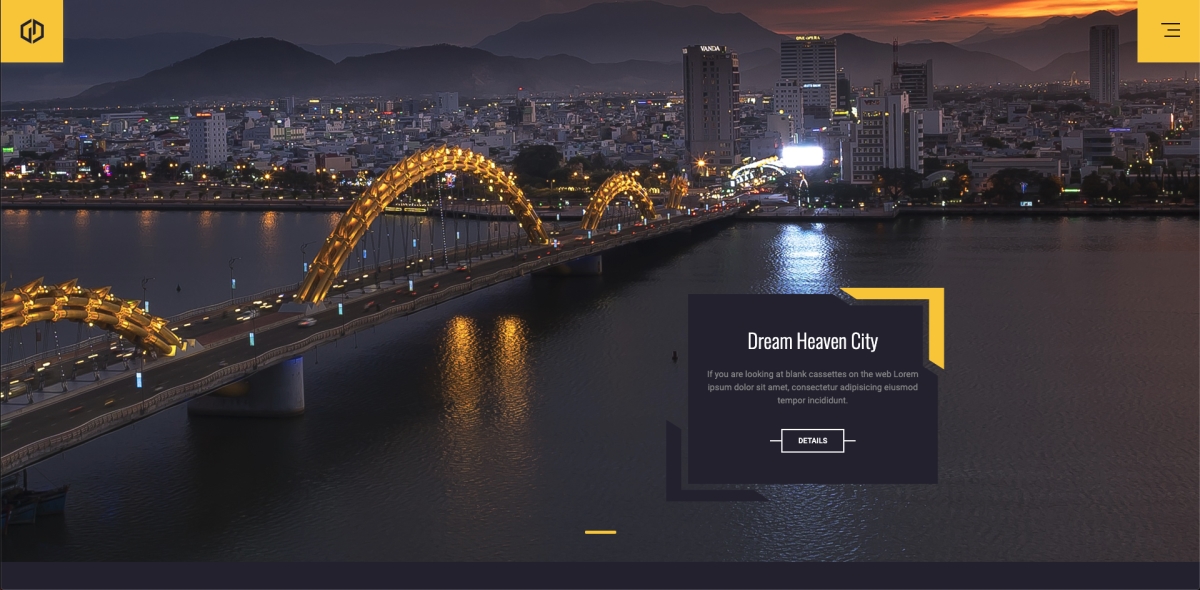 VANDA
Dream Heaven City
If you are looking at blank cassettes on the web Lorem
ipsum dolor sit amet, consectetur adipisicing eiusmod
tempor incididunt.
DETAILS